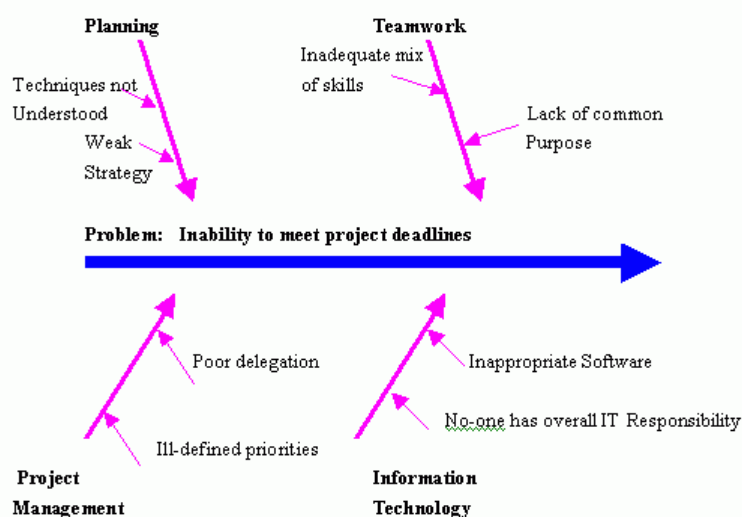 Planning
Techniques not
Understood
Weak
Strategy
Teamwork
Inadequate mix
of skills
Lack of common
Purpose
Problem: Inability to meet project deadlines
Poor delegation
Ill-defined priorities
Project
Management
Inappropriate Software
No-one has overall IT Responsibility
Information
Technology